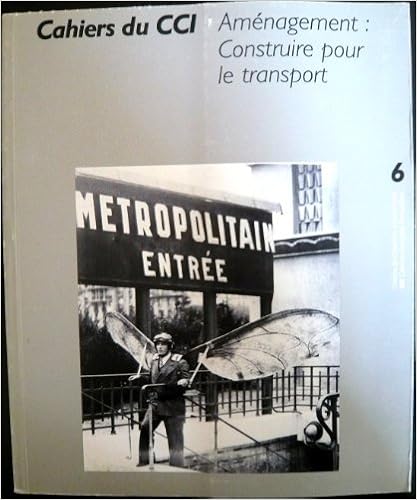 Cahiers du CCI
Aménagement :
Construire pour
le transport
6
METROPOLITAIN
ENTRÉE